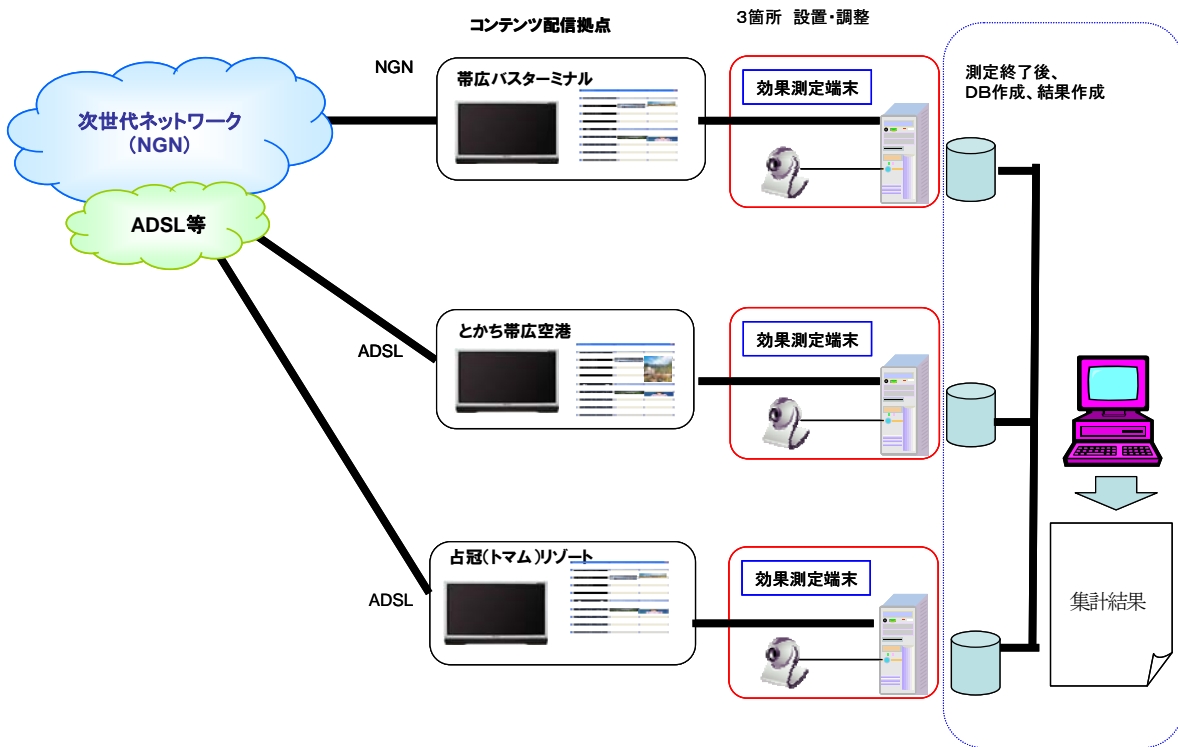 コンテンツ配信拠点
3箇所 設置・調整
NGN
ADSL
ADSL
次世代ネットワーク
(NGN)
ADSL等
帯広バスターミナル
効果測定端末
測定終了後、
DB作成、結果作成
とかち帯広空港
効果測定端末
占冠(トマム)リゾート
効果測定端末
集計結果